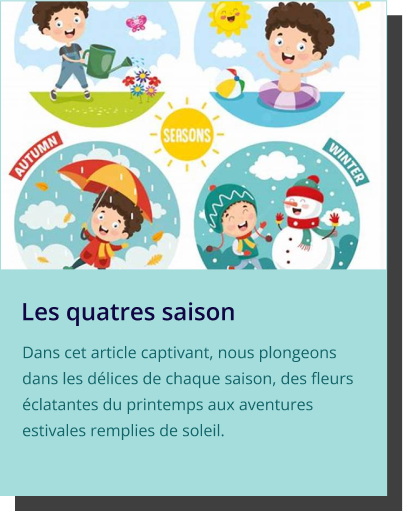 SEASONS
AUTUMN
WINTER
Les quatres saison
Dans cet article captivant, nous plongeons
dans les délices de chaque saison, des fleurs
éclatantes du printemps aux aventures
estivales remplies de soleil.